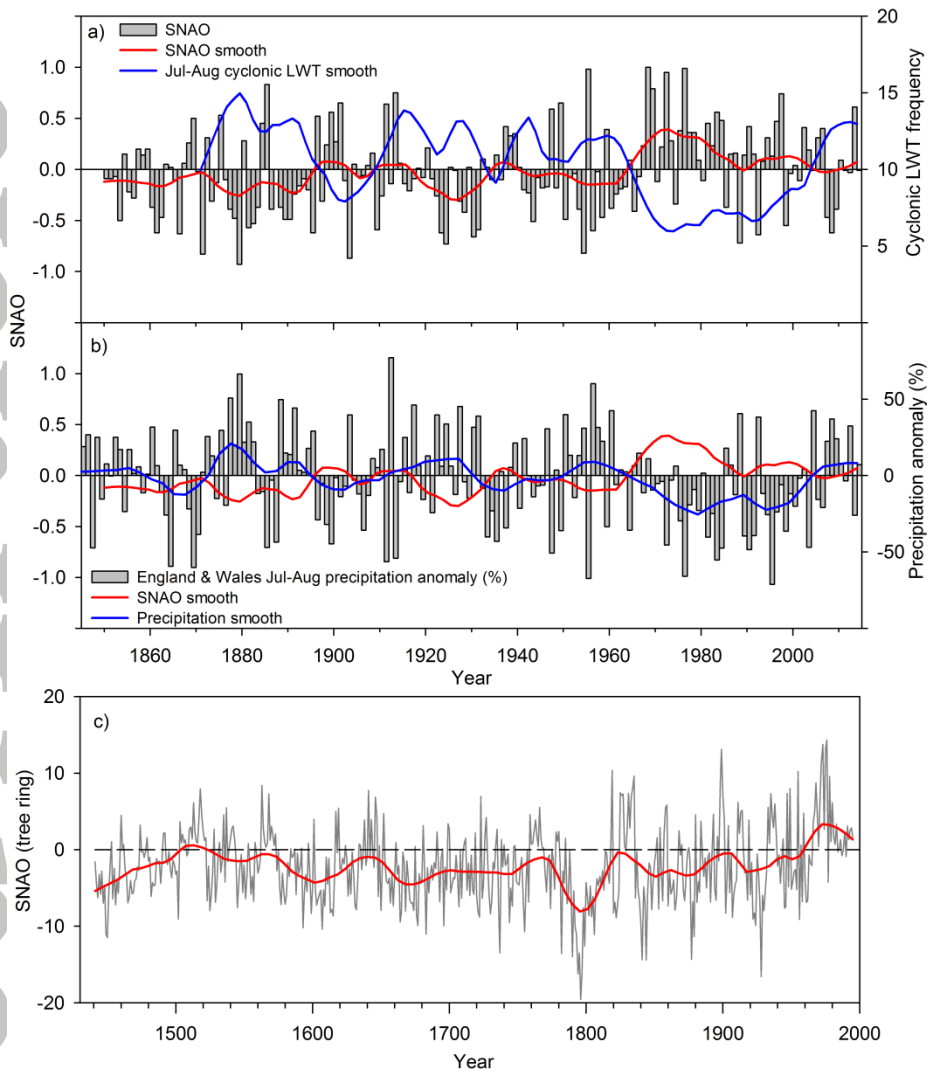 a)
SNAO
SNAO smooth
Jul-Aug cyclonic LWT smooth
1.0
0.5
0.0
-0.5
-1.0
20
15
10
5
Cyclonic LWT frequency
SNAO
b)
1.0
0.5
0.0
-0.5
-1.0
50
0
-50
Precipitation anomaly (%)
England & Wales Jul-Aug precipitation anomaly (%)
SNAO smooth
Precipitation smooth
1860 1880 1900 1920 1940 1960 1980 2000
Year
c)
20
10
0
-10
-20
SNAO (tree ring)
1500 1600 1700 1800 1900 2000
Year